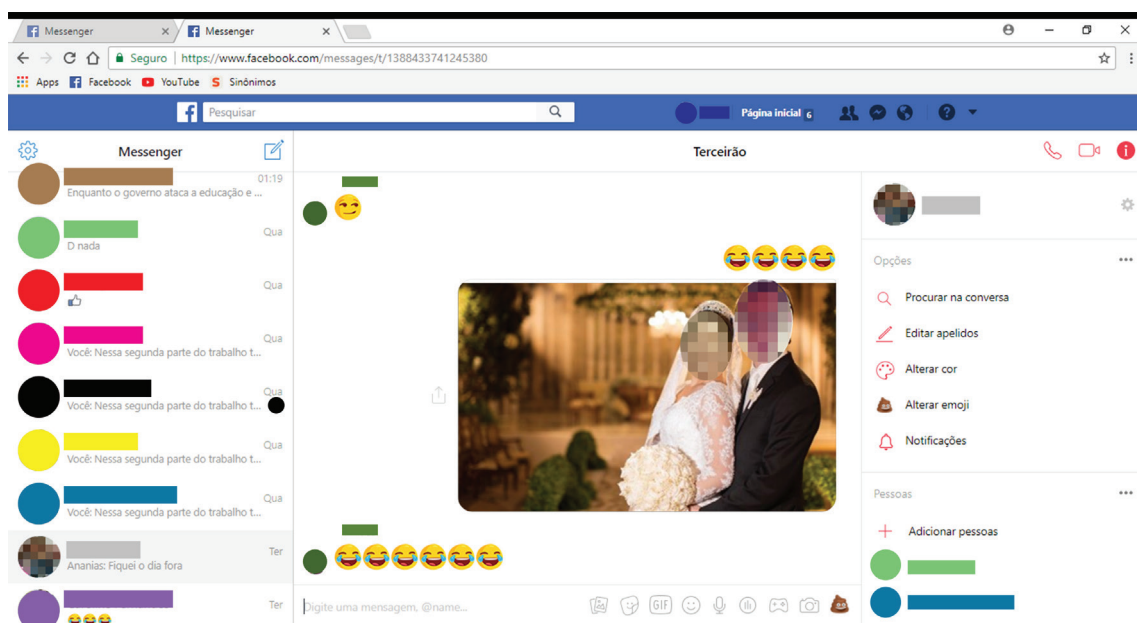 Messenger
Messenger
Seguro
https://www.facebook.com/messages/t/1388433741245380
Apps
Facebook
YouTube
Sinônimos
Pesquisar
Página inicial 6
Messenger
Terceirão
01:19
Enquanto o governo ataca a educação e ...
Qua
D nada
Qua
Qua
Você: Nessa segunda parte do trabalho t...
Qua
Você: Nessa segunda parte do trabalho t...
Qua
Você: Nessa segunda parte do trabalho t...
Qua
Você: Nessa segunda parte do trabalho t...
Ter
Ananias: Fiquei o dia fora
Ter
Digite uma mensagem, @name...
GIF
Opções
Procurar na conversa
Editar apelidos
Alterar cor
Alterar emoji
Notificações
Pessoas
Adicionar pessoas